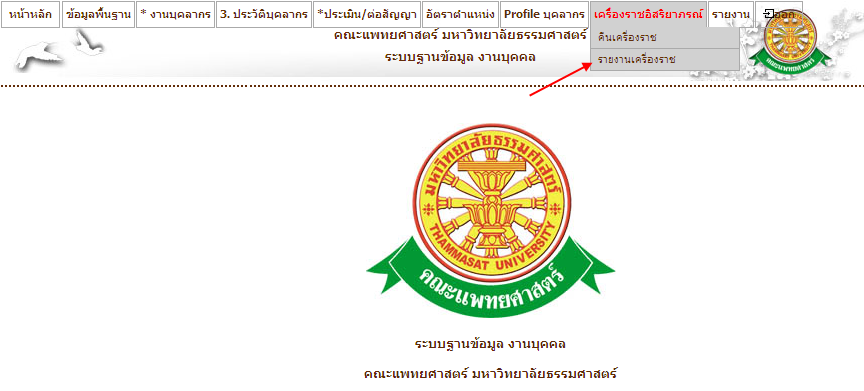 หน้าหลัก ข้อมูลพื้นฐาน * งานบุคลากร 3. ประวัติบุคลากร *ประเมิน/ต่อสัญญา อัตราตำแหน่ง Profile บุคลากร เครื่องราชอิสริยาภรณ์ รายงาน ออก
คณะแพทยศาสตร์ มหาวิทยาลัยธรรมศาสตร์
คืนเครื่องราช
ระบบฐานข้อมูล งานบุคคล
รายงานเครื่องราช
คณะแพทยศาสตร์
มหาวิทยาลัยธรรมศาสตร์
THAMMASAT UNIVERSITY
คณะแพทยศาสตร์
ระบบฐานข้อมูล งานบุคคล
คณะแพทยศาสตร์ มหาวิทยาลัยธรรมศาสตร์